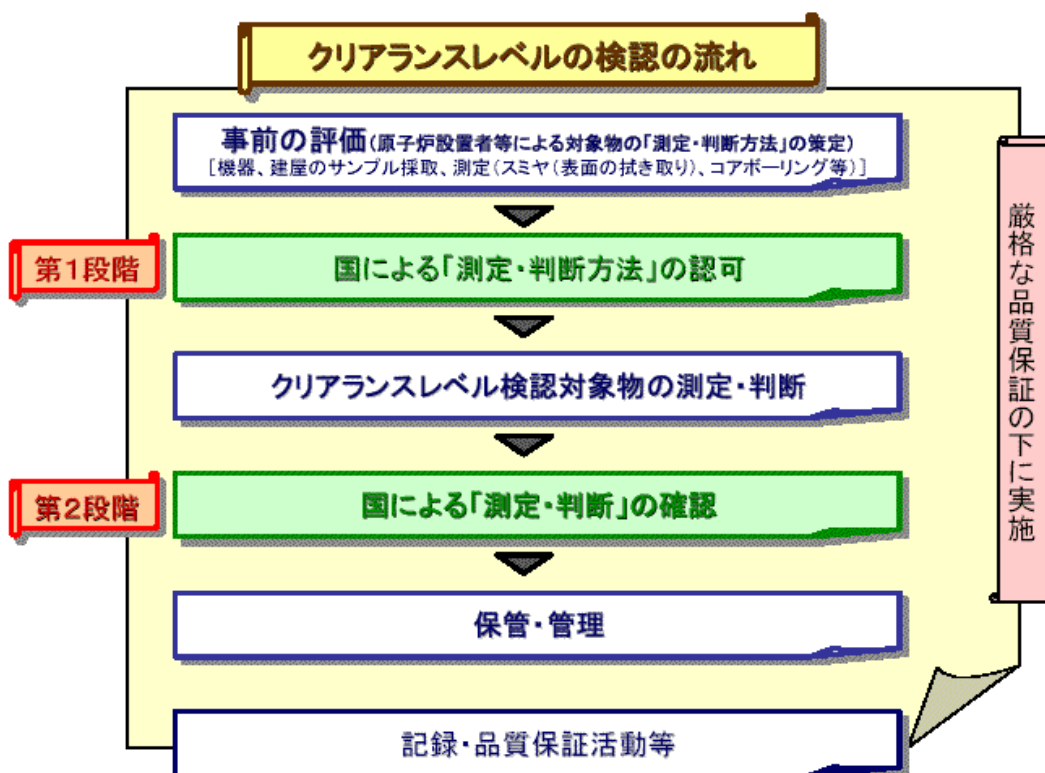 クリアランスレベルの検認の流れ
事前の評価(原子炉設置者等による対象物の「測定・判断方法」の策定)
[機器、建屋のサンプル採取、測定(スミヤ(表面の拭き取り)、コアボーリング等)]
第1段階
国による「測定・判断方法」の認可
クリアランスレベル検認対象物の測定・判断
第2段階
国による「測定・判断」の確認
保管・管理
記録・品質保証活動等
厳格な品質保証の下に実施